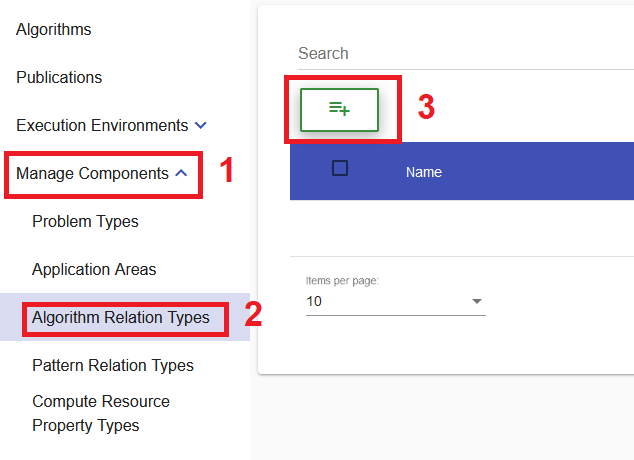 Algorithms
Publications
Execution Environments
Manage Components
1
Problem Types
Application Areas
Algorithm Relation Types
2
Pattern Relation Types
Compute Resource
Property Types
Search
3
Name
Items per page:
10